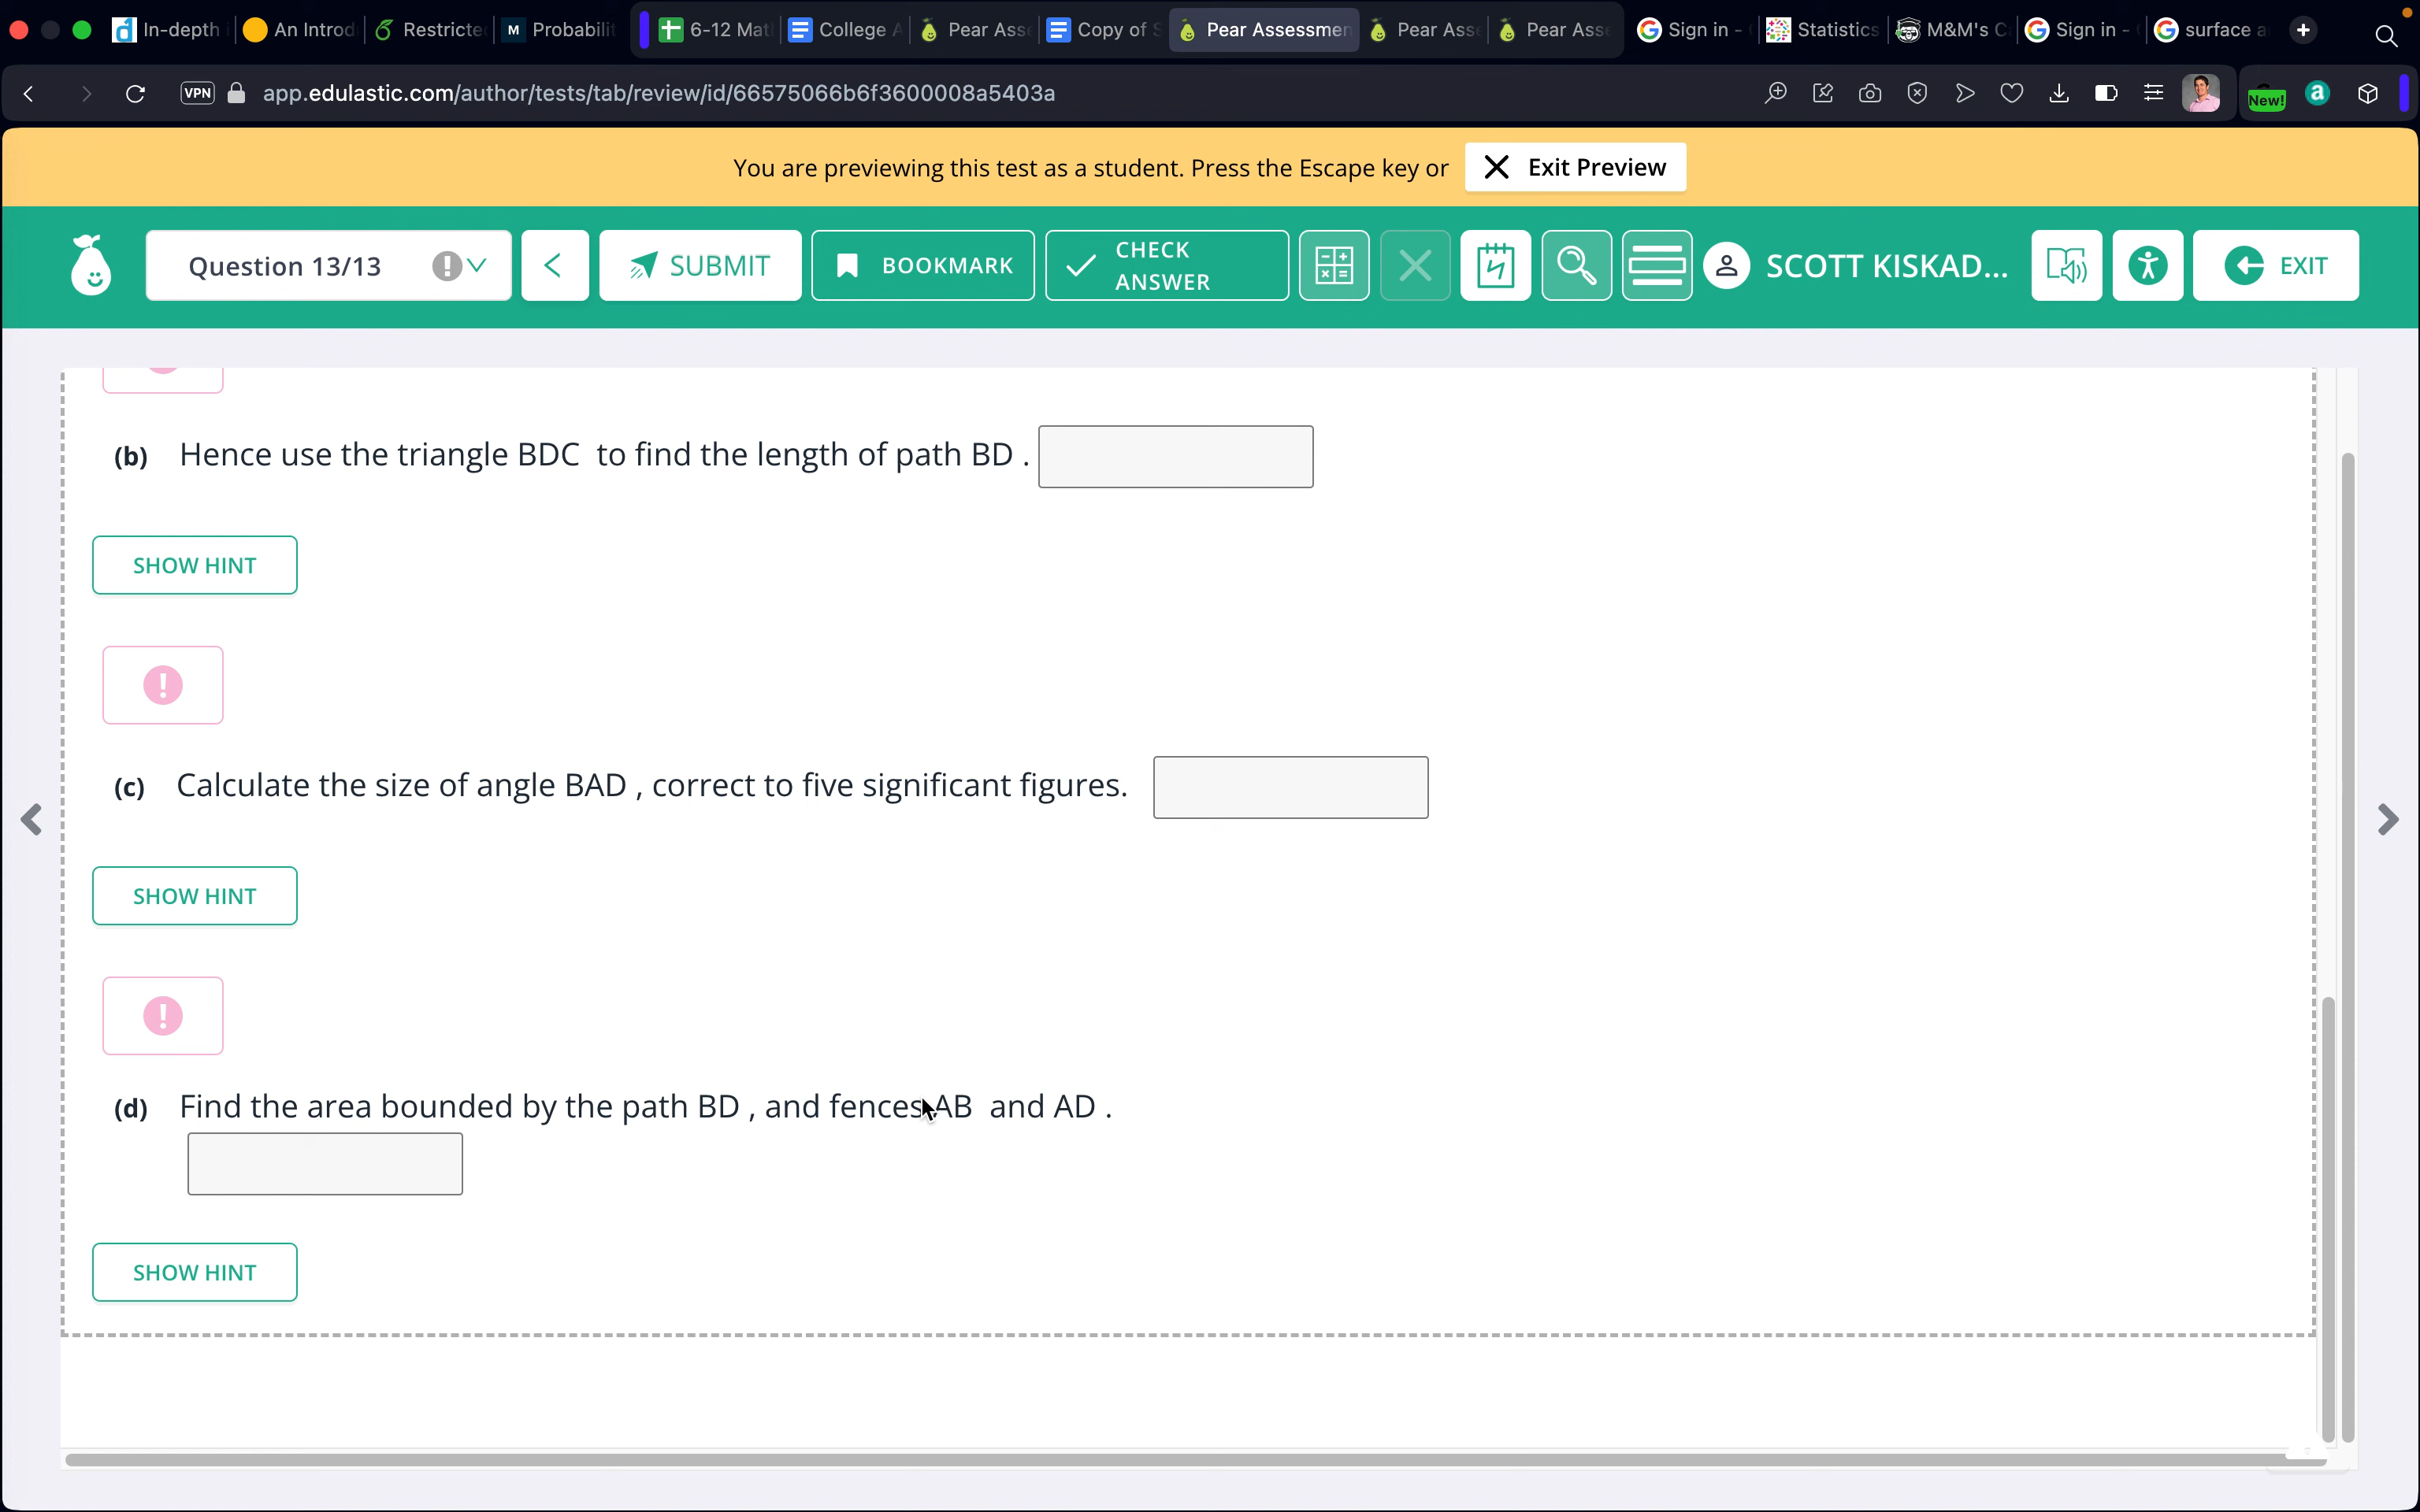 In-depth
An Introd
Restricte
M Probabilit
6-12 Mat
College A
Pear Asse
Copy of S
Pear Assessmen
Pear Asse
Pear Asse
Sign in -
Statistics
M&M's C
Sign in -
surface a
VPN
app.edulastic.com/author/tests/tab/review/id/66575066b6f3600008a5403a
New!
a
You are previewing this test as a student. Press the Escape key or
Exit Preview
Question 13/13
SUBMIT
BOOKMARK
CHECK
ANSWER
SCOTT KISKAD...
EXIT
(b) Hence use the triangle BDC to find the length of path BD .
SHOW HINT
(c) Calculate the size of angle BAD , correct to five significant figures.
SHOW HINT
(d) Find the area bounded by the path BD , and fences AB and AD .
SHOW HINT